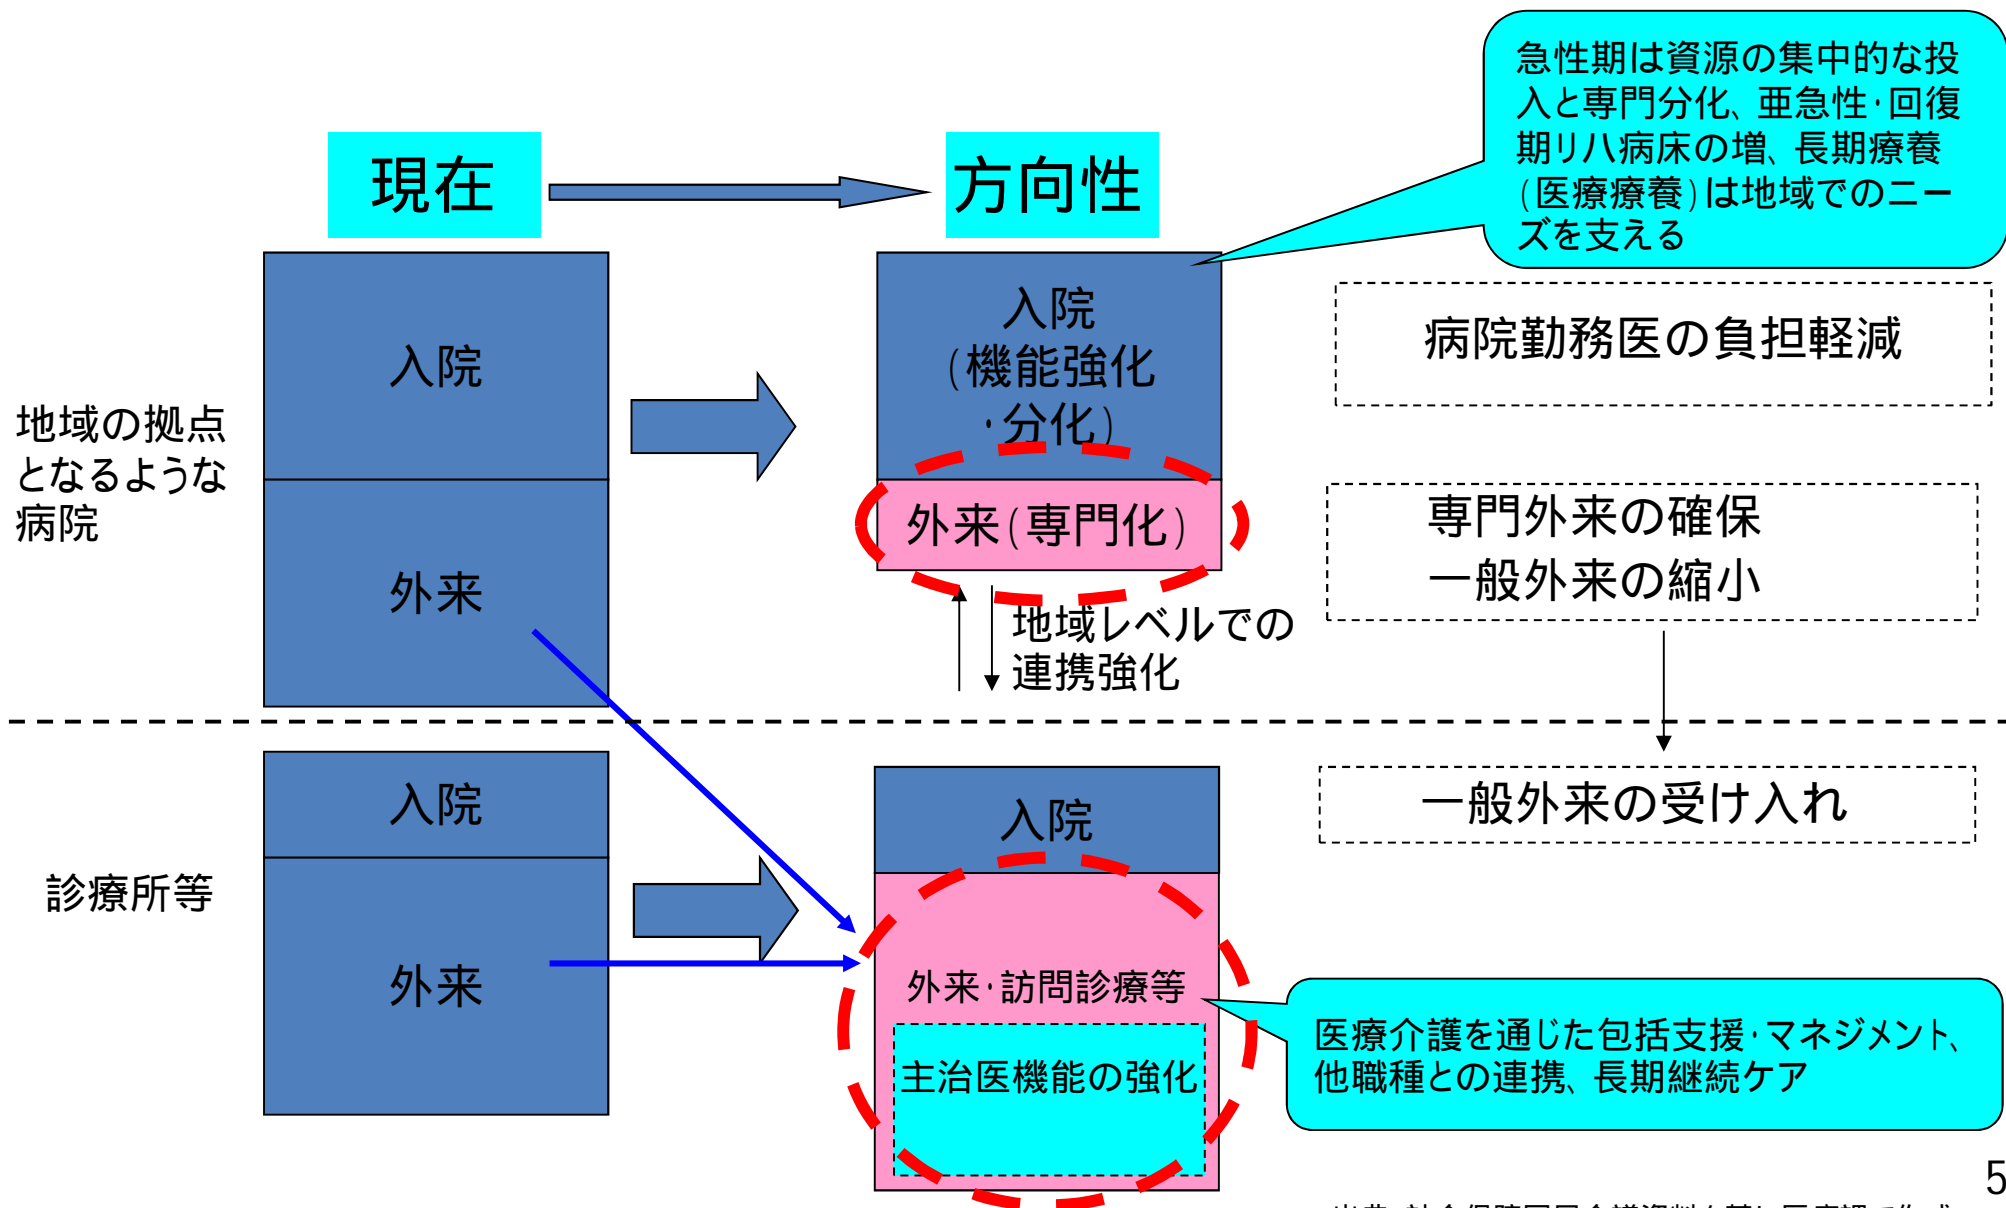 急性期は資源の集中的な投
入と専門分化、亜急性・回復
期リハ病床の増、長期療養
(医療療養)は地域でのニー
ズを支える
現在
方向性
地域の拠点
となるような
病院
入院
外来
入院
(機能強化
・分化)
外来(専門化)
病院勤務医の負担軽減
専門外来の確保
一般外来の縮小
地域レベルでの
連携強化
診療所等
入院
外来
入院
外来・訪問診療等
主治医機能の強化
一般外来の受け入れ
医療介護を通じた包括支援・マネジメント、
他職種との連携、長期継続ケア
5